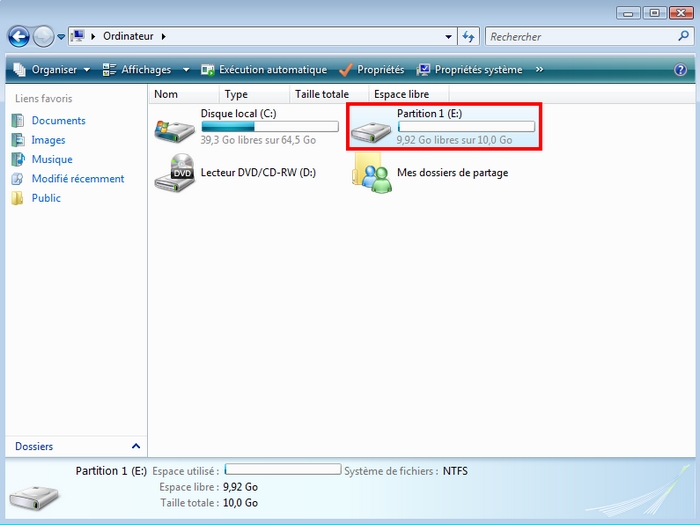 Ordinateur
Rechercher
Organiser Affichages Exécution automatique Propriétés Propriétés système »
Liens favoris
Documents
Images
Musique
Modifié récemment
Public
Dossiers
Nom Type Taille totale Espace libre
Disque local (C:)
39,3 Go libres sur 64,5 Go
Partition 1 (E:)
9,92 Go libres sur 10,0 Go
DVD
Lecteur DVD/CD-RW (D:)
Mes dossiers de partage
Partition 1 (E:) Espace utilisé : Système de fichiers : NTFS
Espace libre : 9,92 Go
Taille totale : 10,0 Go